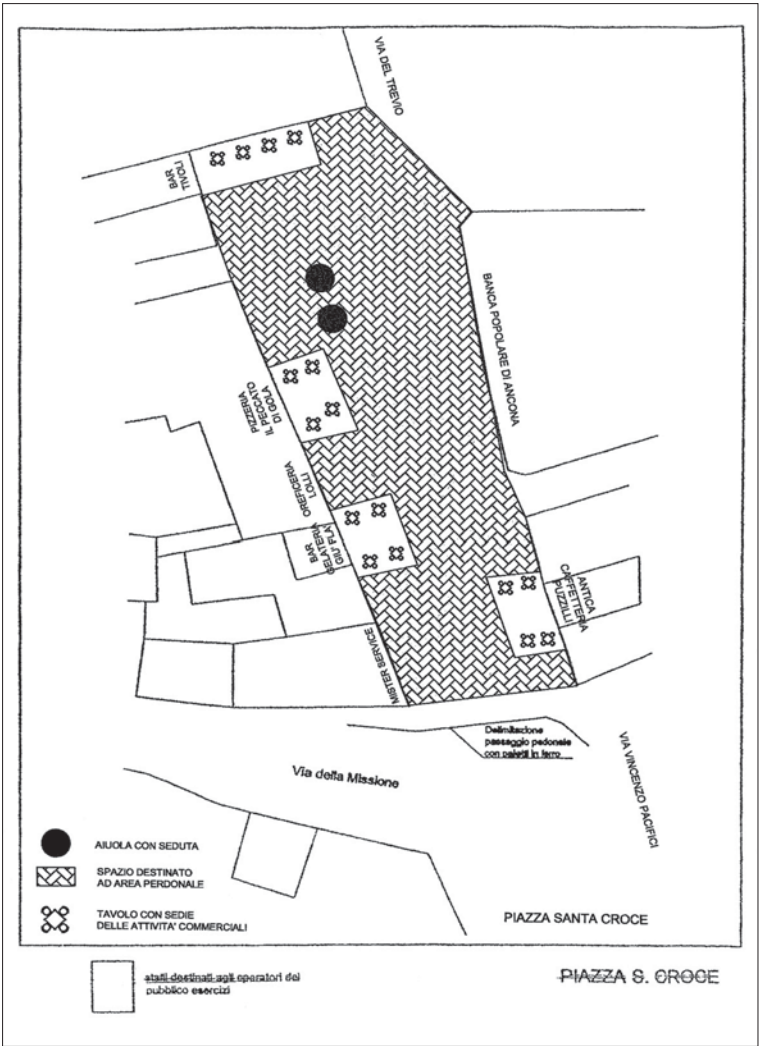 VIA DEL TREVIO
BAR
TIVOLI
BANCA POPOLARE DI ANCONA
PIZZERIA
IL PECCATO
DI GOLA
OREFICERIA
LOLLI
BAR
GELATERIA
GIU' FLA'
ANTICA
CAFFETTERIA
PUZZILLI
MISTER SERVICE
Delimitazione
passaggio pedonale
con paletti in ferro
Via della Missione
VIA VINCENZO PACIFICI
AIUOLA CON SEDUTA
SPAZIO DESTINATO
AD AREA PERDONALE
TAVOLO CON SEDIE
DELLE ATTIVITA' COMMERCIALI
PIAZZA SANTA CROCE
stalli destinati agli operatori dei
pubblico esercizi
PIAZZA S. CROCE